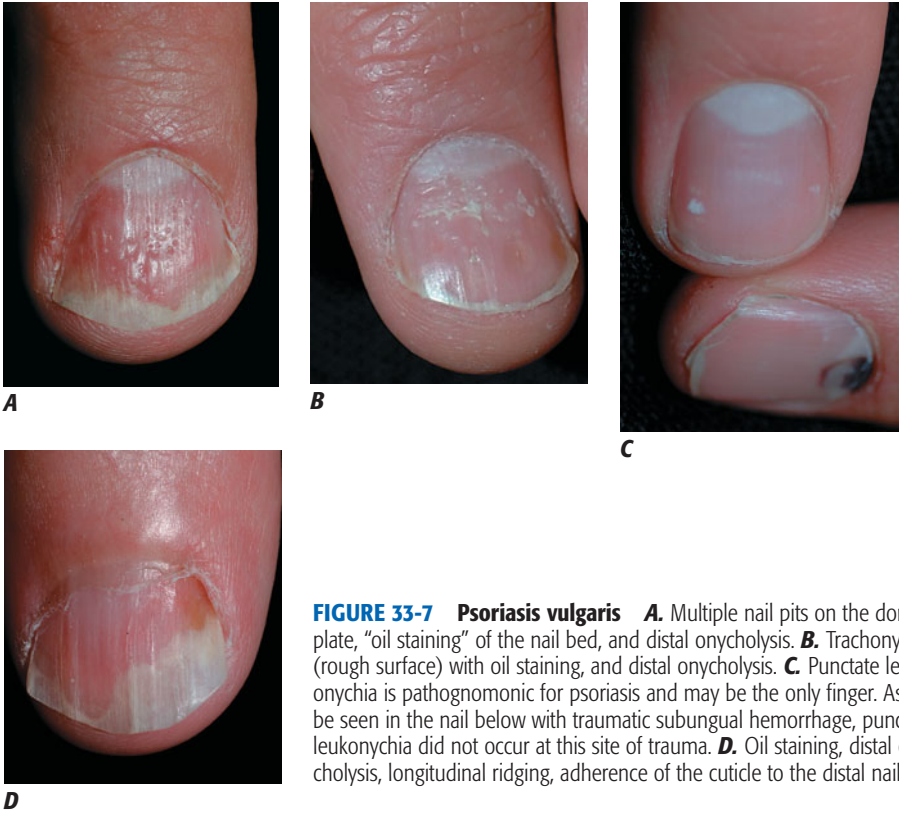 A
B
C
D
FIGURE 33-7 Psoriasis vulgaris A. Multiple nail pits on the
plate, “oil staining” of the nail bed, and distal onycholysis. B.
(rough surface) with oil staining, and distal onycholysis. C. Punctate
onychia is pathognomonic for psoriasis and may be the only finger.
be seen in the nail below with traumatic subungual hemorrhage,
leukonychia did not occur at this site of trauma. D. Oil staining, distal
cholysis, longitudinal ridging, adherence of the cuticle to the distal nail